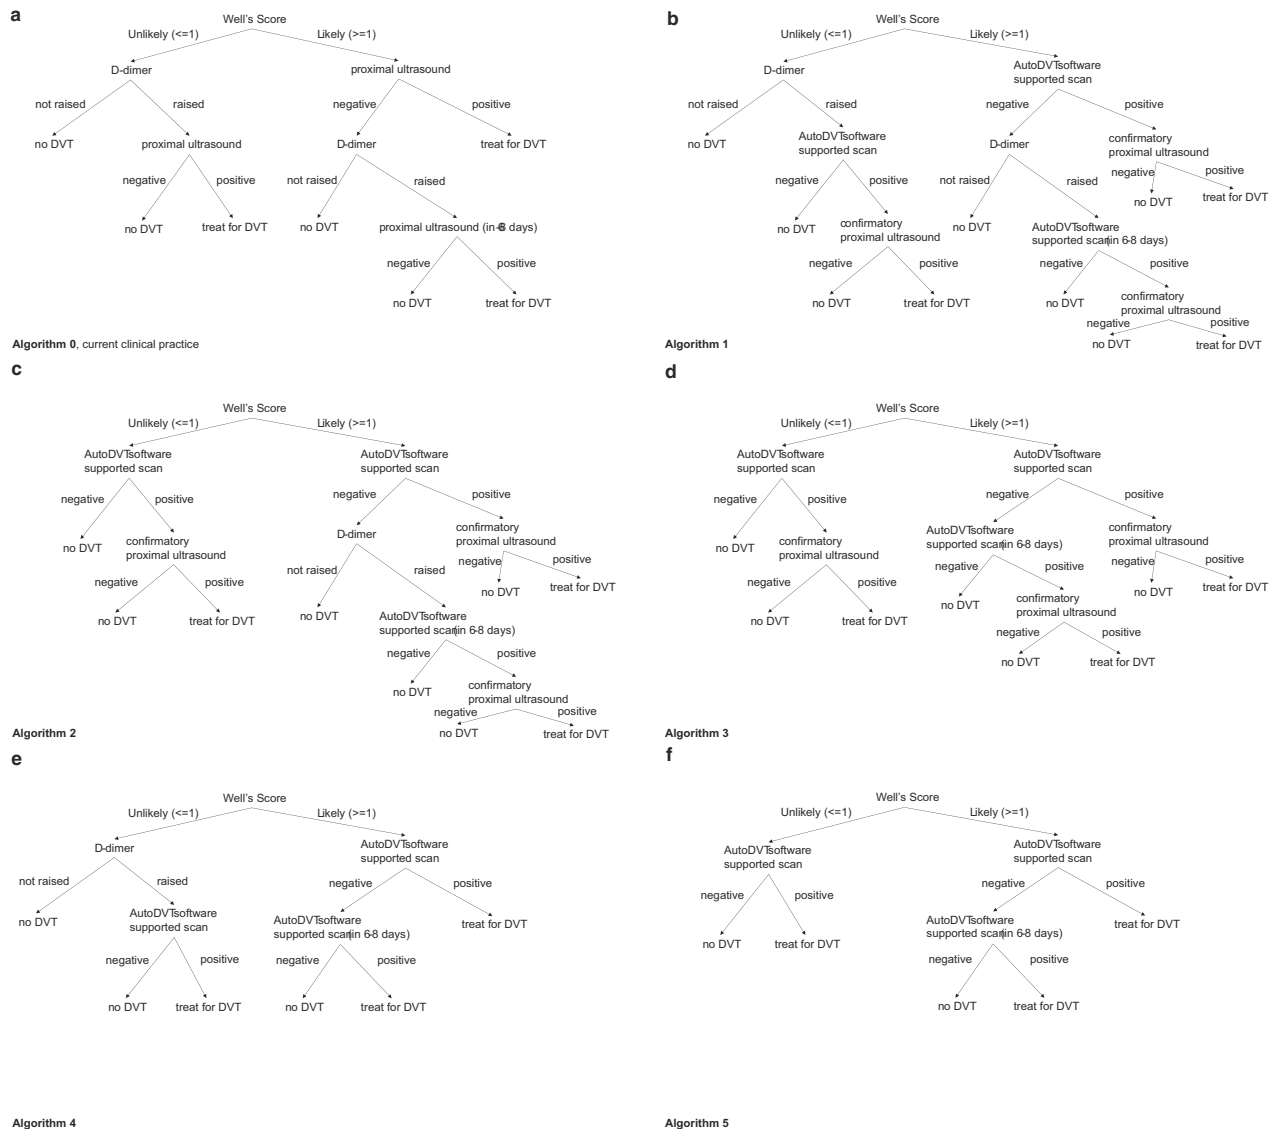 a
Well's Score
Unlikely (<=1)
Likely (>=1)
D-dimer
proximal ultrasound
not raised
raised
negative
positive
no DVT
proximal ultrasound
D-dimer
treat for DVT
negative
positive
not raised
raised
no DVT
treat for DVT
no DVT
proximal ultrasound (in 6-8 days)
negative
positive
no DVT
treat for DVT
Algorithm 0, current clinical practice
b
Well's Score
Unlikely (<=1)
Likely (>=1)
D-dimer
AutoDVTsoftware
supported scan
not raised
raised
negative
positive
no DVT
AutoDVTsoftware
supported scan
D-dimer
confirmatory
proximal ultrasound
negative
positive
not raised
raised
negative
positive
no DVT
treat for DVT
no DVT
confirmatory
proximal ultrasound
no DVT
AutoDVTsoftware
supported scan(in 6-8 days)
negative
positive
negative
positive
no DVT
treat for DVT
no DVT
confirmatory
proximal ultrasound
negative
positive
no DVT
treat for DVT
Algorithm 1
c
Well's Score
Unlikely (<=1)
Likely (>=1)
AutoDVTsoftware
supported scan
AutoDVTsoftware
supported scan
negative
positive
negative
positive
no DVT
confirmatory
proximal ultrasound
D-dimer
confirmatory
proximal ultrasound
negative
positive
not raised
raised
negative
positive
no DVT
treat for DVT
no DVT
treat for DVT
no DVT
AutoDVTsoftware
supported scan(in 6-8 days)
negative
positive
no DVT
confirmatory
proximal ultrasound
negative
positive
no DVT
treat for DVT
Algorithm 2
d
Well's Score
Unlikely (<=1)
Likely (>=1)
AutoDVTsoftware
supported scan
AutoDVTsoftware
supported scan
negative
positive
negative
positive
no DVT
confirmatory
proximal ultrasound
AutoDVTsoftware
supported scan(in 6-8 days)
confirmatory
proximal ultrasound
negative
positive
negative
positive
negative
positive
no DVT
treat for DVT
no DVT
confirmatory
proximal ultrasound
no DVT
treat for DVT
negative
positive
no DVT
treat for DVT
Algorithm 3
e
Well's Score
Unlikely (<=1)
Likely (>=1)
D-dimer
AutoDVTsoftware
supported scan
not raised
raised
negative
positive
no DVT
AutoDVTsoftware
supported scan
AutoDVTsoftware
supported scan(in 6-8 days)
treat for DVT
negative
positive
negative
positive
no DVT
treat for DVT
no DVT
treat for DVT
Algorithm 4
f
Well's Score
Unlikely (<=1)
Likely (>=1)
AutoDVTsoftware
supported scan
AutoDVTsoftware
supported scan
negative
positive
negative
positive
no DVT
treat for DVT
AutoDVTsoftware
supported scan(in 6-8 days)
treat for DVT
negative
positive
no DVT
treat for DVT
Algorithm 5